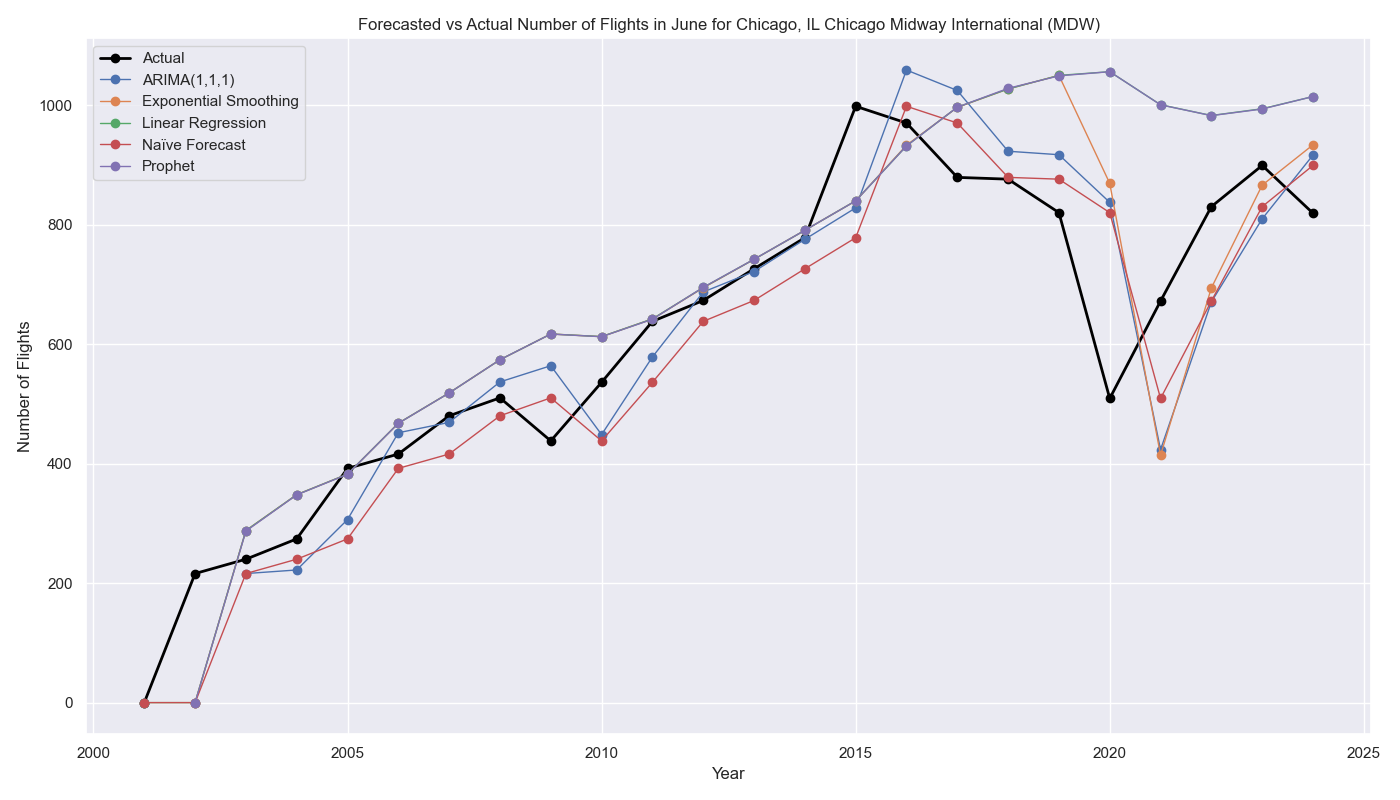 Forecasted vs Actual Number of Flights in June for Chicago, IL Chicago Midway International (MDW)
Actual
ARIMA(1,1,1)
Exponential Smoothing
Linear Regression
Naïve Forecast
Prophet
Number of Flights
1000
800
600
400
200
0
2000 2005 2010 2015 2020 2025
Year